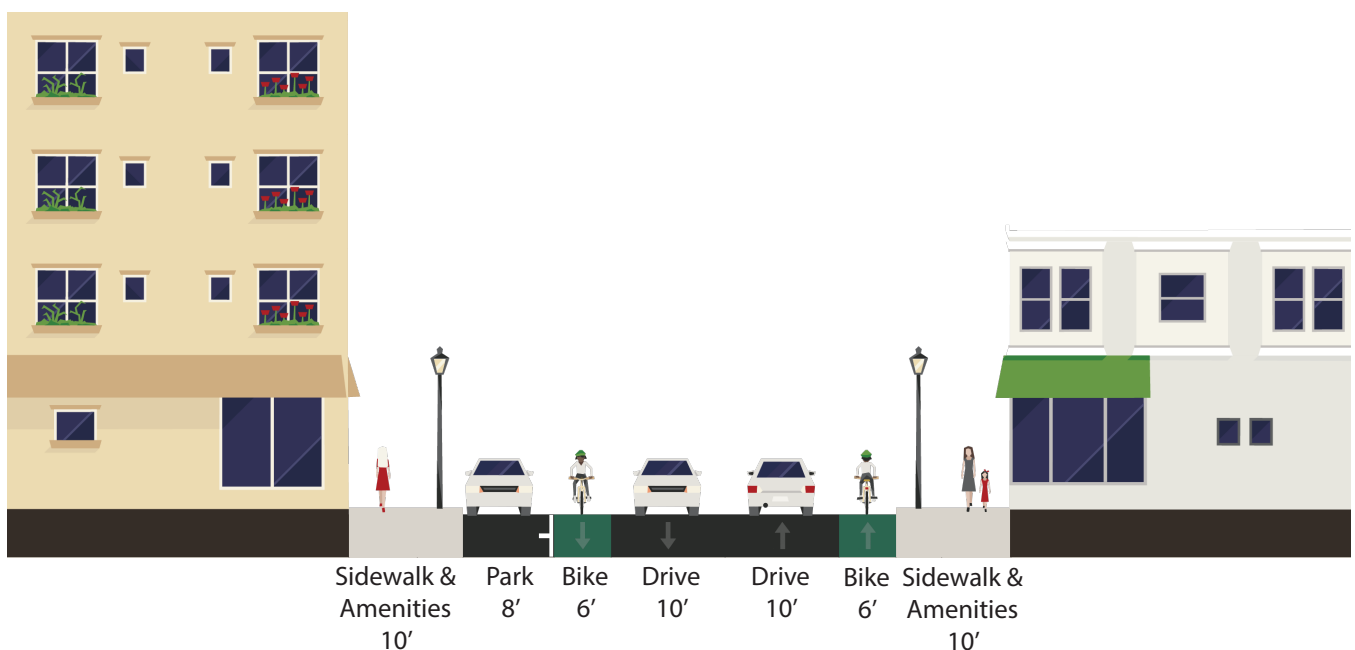 Sidewalk &
Amenities
10’
Park
8’
Bike
6’
Drive
10’
Drive
10’
Bike
6’
Sidewalk &
Amenities
10’